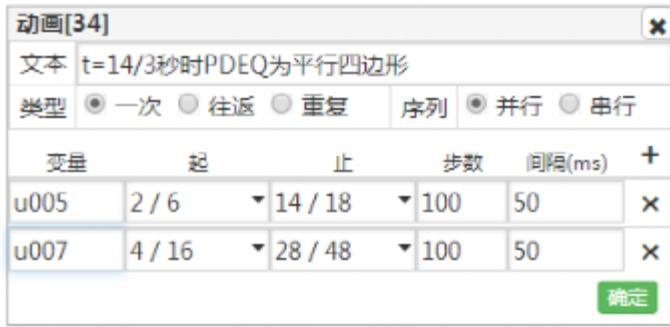 动画[34]
文本 t=14/3秒时PDEQ为平行四边形
类型 一次 往返 重复 序列 并行 串行
变量 起 止 步数 间隔(ms) +
u005 2 / 6 14 / 18 100 50 ×
u007 4 / 16 28 / 48 100 50 ×
确定